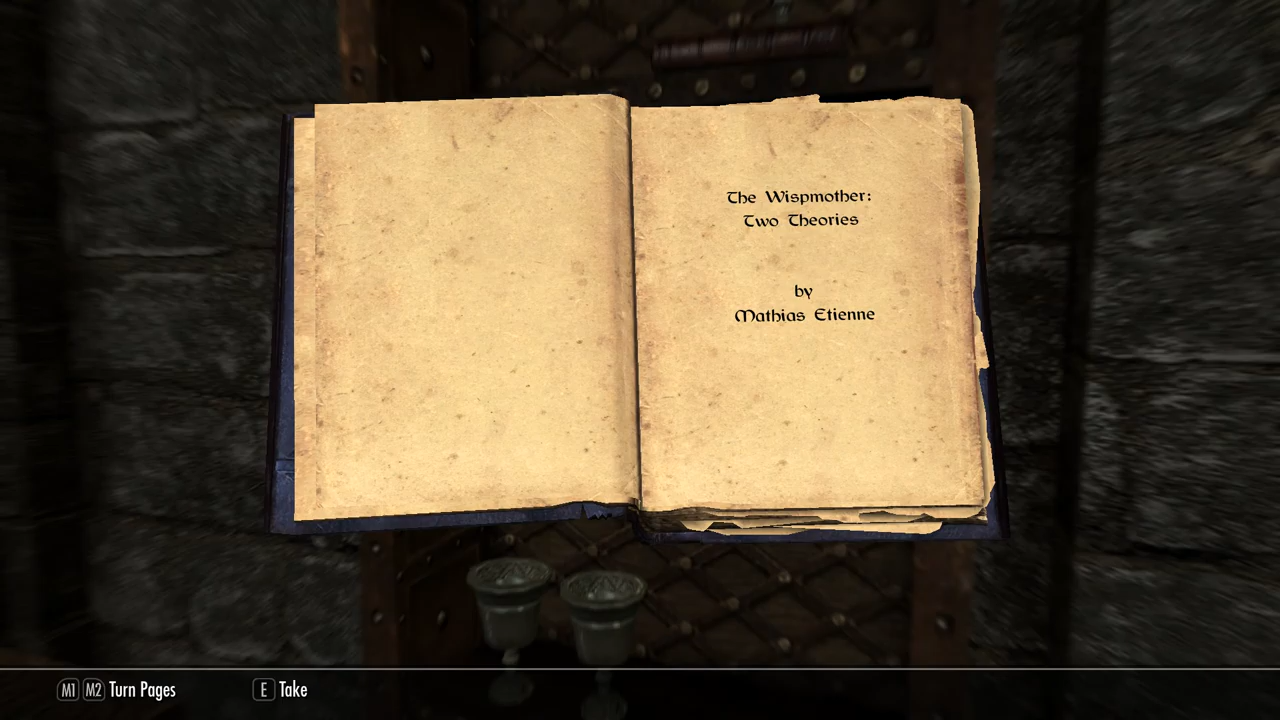 The Wispmother:
Two Theories
by
Mathias Etienne
M1 M2 Turn Pages
E Take